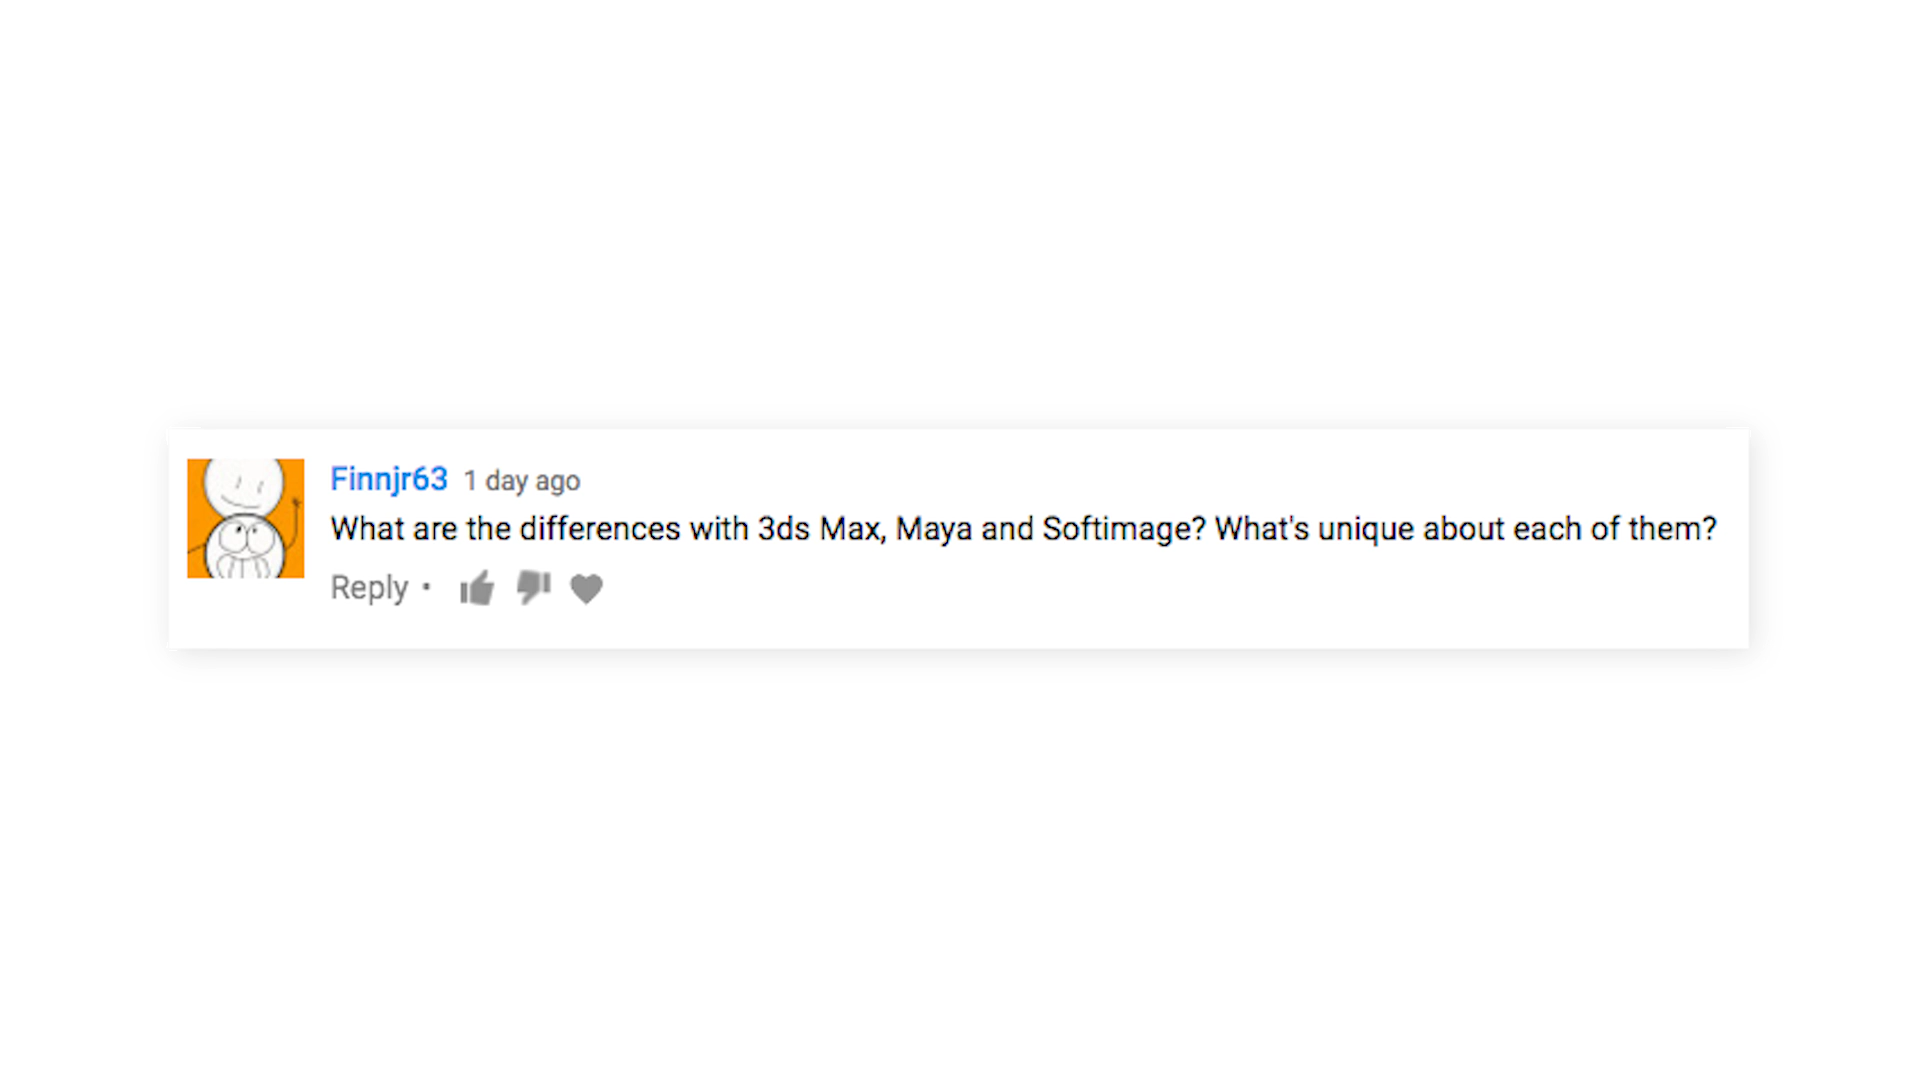 Finnjr63 1 day ago
What are the differences with 3ds Max, Maya and Softimage? What's unique about each of them?
Reply •